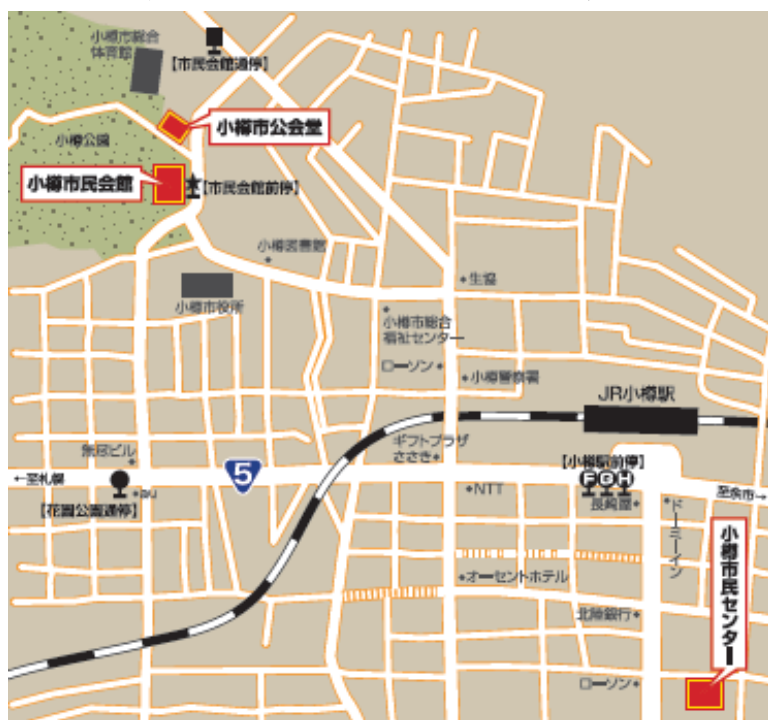 小樽市総合
体育館
【市民会館通停】
小樽市公会堂
小樽公園
小樽市民会館
【市民会館前停】
小樽図書館
生協
小樽市役所
小樽市総合
福祉センター
ローソン
小樽警察署
JR小樽駅
ギフトプラザ
ささき
無尽ビル
【小樽駅前停】
←至札幌
5
F G H
至余市→
au
NTT
長崎屋
【花園公園通停】
ドーミーイン
小樽市民センター
オーセントホテル
北陸銀行
ローソン